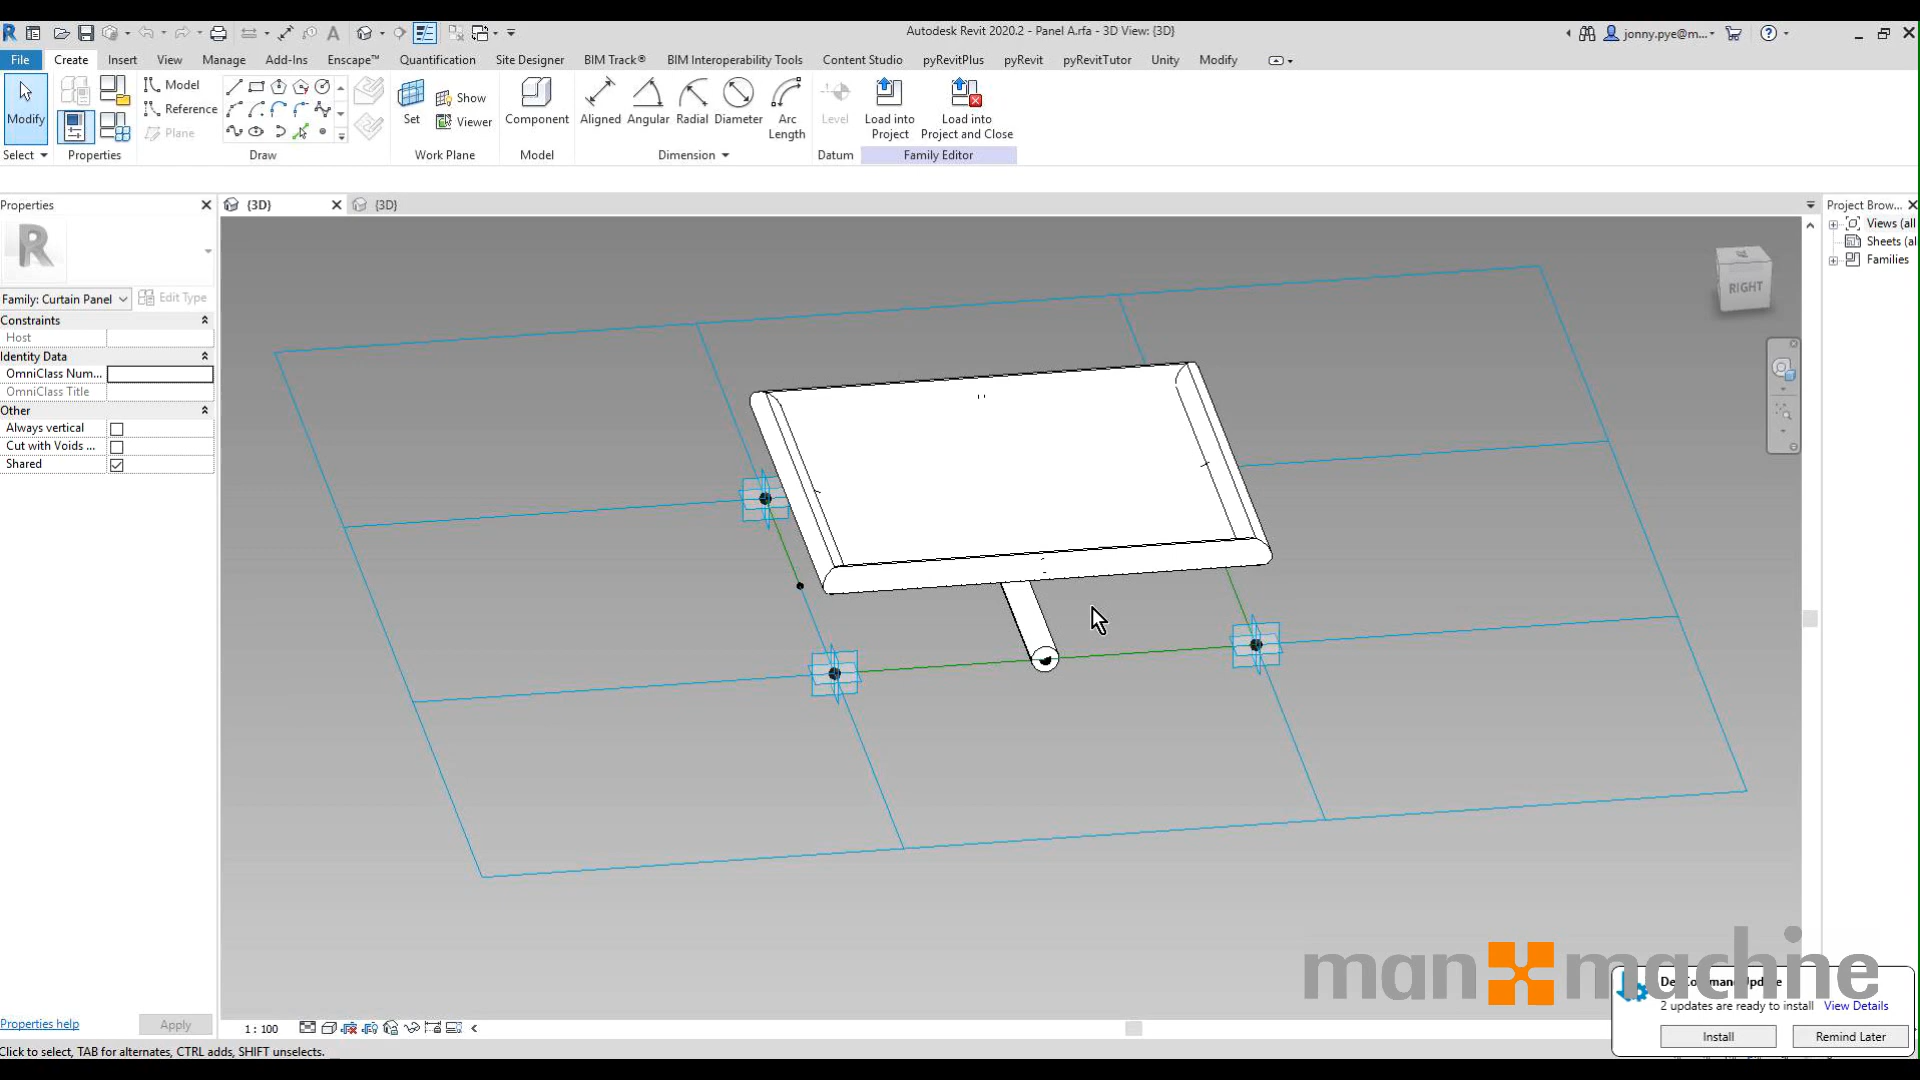 Autodesk Revit 2020.2 - Panel A.rfa - 3D View: {3D}
jonny.pye@m...
File Create Insert View Manage Add-Ins Enscape™ Quantification Site Designer BIM Track® BIM Interoperability Tools Content Studio pyRevitPlus pyRevit pyRevitTutor Unity Modify
Modify
Model
Reference
Plane
Set
Show
Viewer
Component
Aligned Angular Radial Diameter Arc Length
Level
Load into Project
Load into Project and Close
Select Properties Draw Work Plane Model Dimension Datum Family Editor
Properties
{3D}
{3D}
Project Brow...
Views (all
Sheets (al
Families
R
Family: Curtain Panel
Edit Type
Constraints
Host
Identity Data
OmniClass Num...
OmniClass Title
Other
Always vertical
Cut with Voids ...
Shared
RIGHT
man machine
2 updates are ready to install View Details
Install
Remind Later
Properties help
Apply
1 : 100
Click to select, TAB for alternates, CTRL adds, SHIFT unselects.